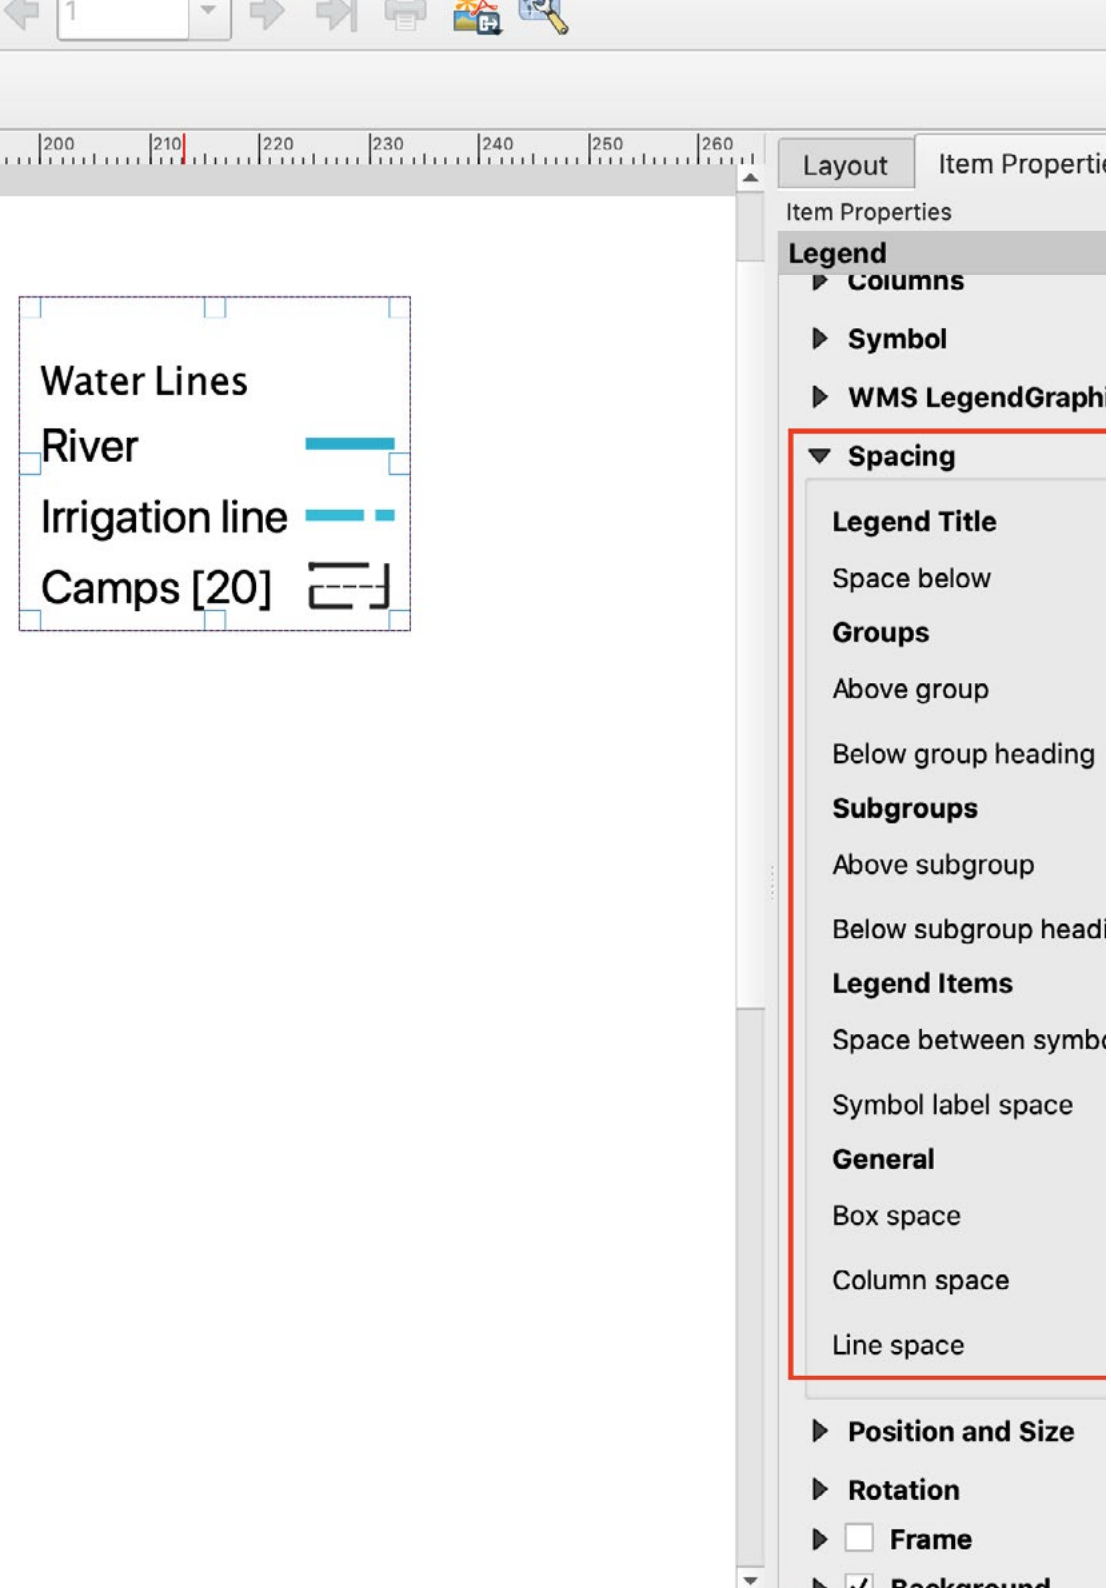 1
200 210 220 230 240 250 260
Layout
Item Propertie
Item Properties
Legend
Columns
Symbol
WMS LegendGraphi
Spacing
Legend Title
Space below
Groups
Above group
Below group heading
Subgroups
Above subgroup
Below subgroup headi
Legend Items
Space between symbo
Symbol label space
General
Box space
Column space
Line space
Position and Size
Rotation
Frame
Background
Water Lines
River
Irrigation line
Camps [20]